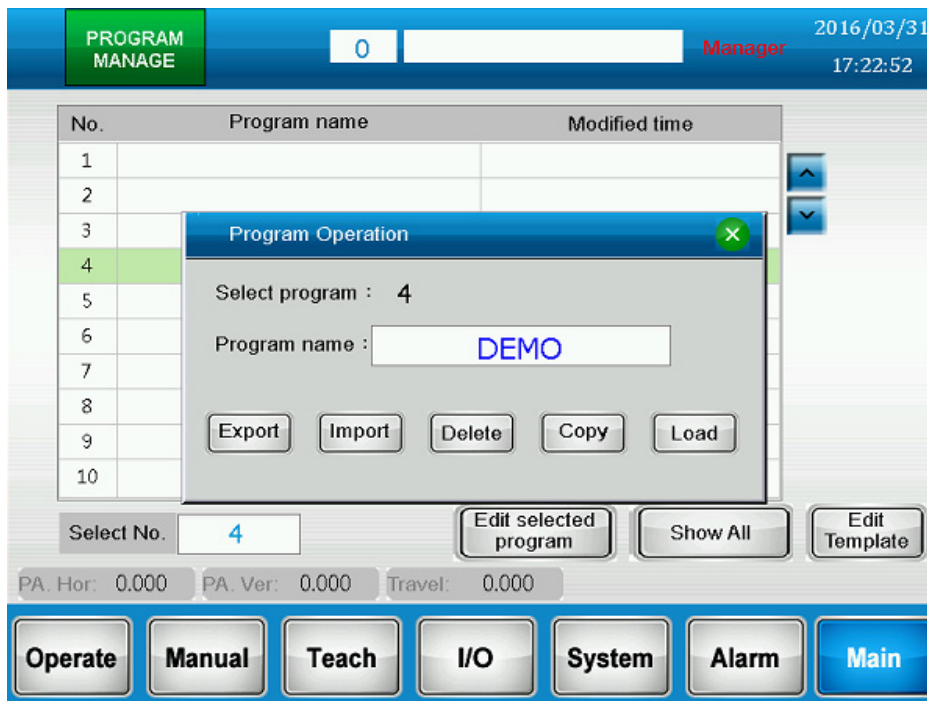 PROGRAM
MANAGE
0
Manager
2016/03/31
17:22:52
No. Program name Modified time
1
2
3
4
5
6
7
8
9
10
Program Operation
Select program : 4
Program name : DEMO
Export Import Delete Copy Load
Select No. 4
Edit selected
program
Show All
Edit
Template
PA. Hor: 0.000 PA. Ver: 0.000 Travel: 0.000
Operate Manual Teach I/O System Alarm Main